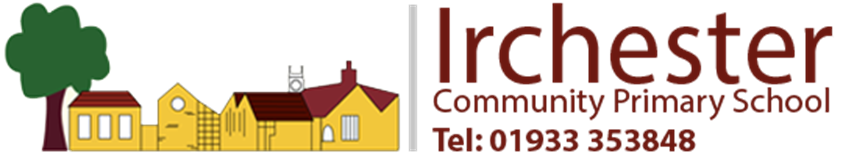 Irchester
Community Primary School
Tel: 01933 353848